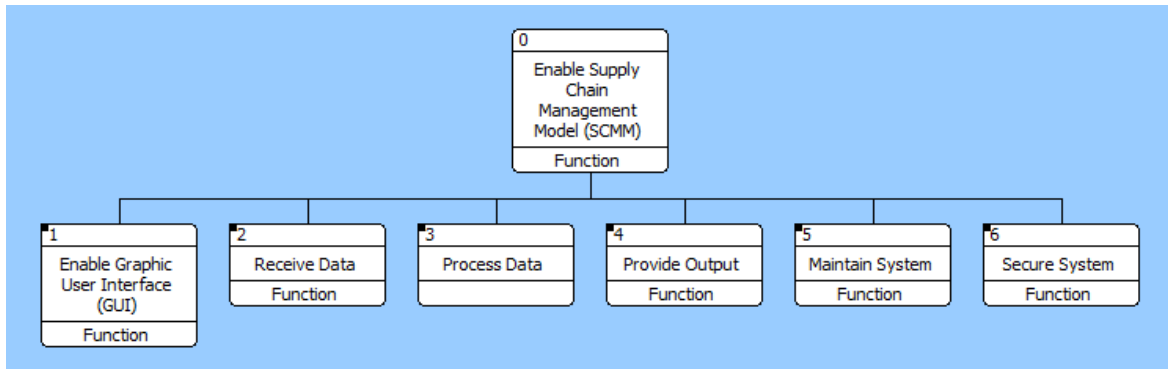 0
Enable Supply
Chain
Management
Model (SCMM)
Function
1
Enable Graphic
User Interface
(GUI)
Function
2
Receive Data
Function
3
Process Data
4
Provide Output
Function
5
Maintain System
Function
6
Secure System
Function